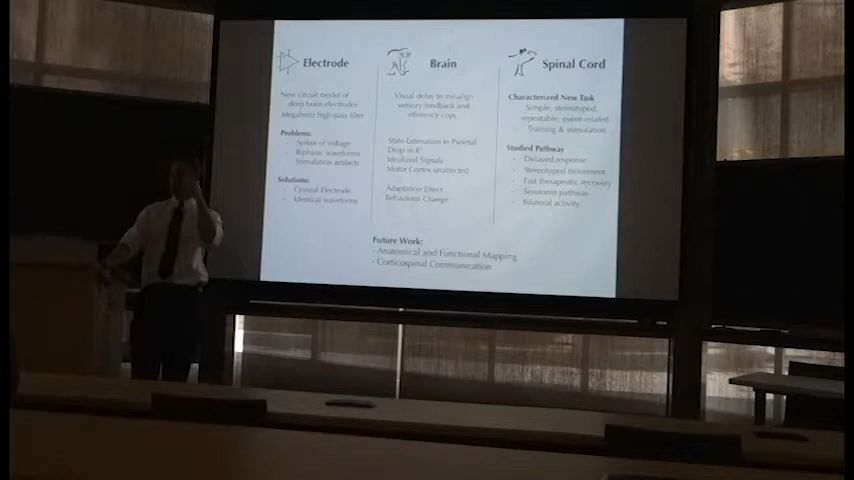 Electrode
New circuit model of
deep brain electrodes
Megahertz high-pass filter
Problems:
- Spikes of voltage
- Biphasic waveforms
- Stimulation artifacts
Solutions:
- Coaxial Electrode
- Identical waveforms
Brain
Visual delay to misalign
sensory feedback and
efference copy
State-Estimation in Parietal
Drop in R²
Idealized Signals
Motor Cortex unaffected
Adaptation Effect
Behavioral Change
Spinal Cord
Characterized New Task
Simple, stereotyped,
repeatable, event-related
- Training & stimulation
Studied Pathway
- Delayed response
- Stereotyped movement
- Fast therapeutic recovery
- Serotonin pathway
- Bilateral activity
Future Work:
- Anatomical and Functional Mapping
- Corticospinal Communication